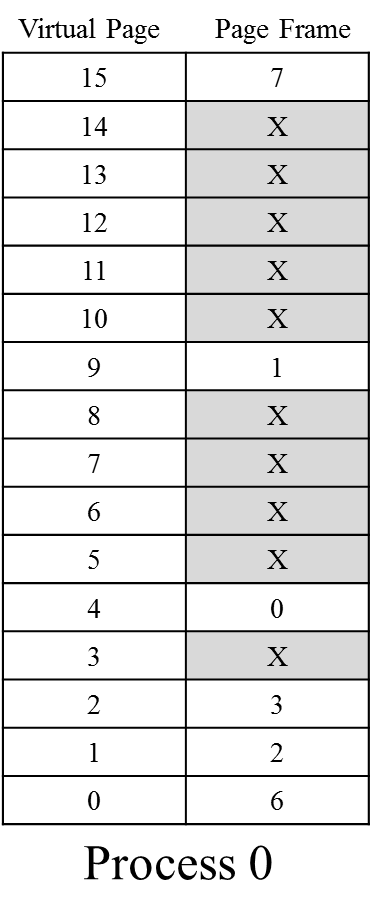 Virtual Page Page Frame
15 7
14 X
13 X
12 X
11 X
10 X
9 1
8 X
7 X
6 X
5 X
4 0
3 X
2 3
1 2
0 6
Process 0